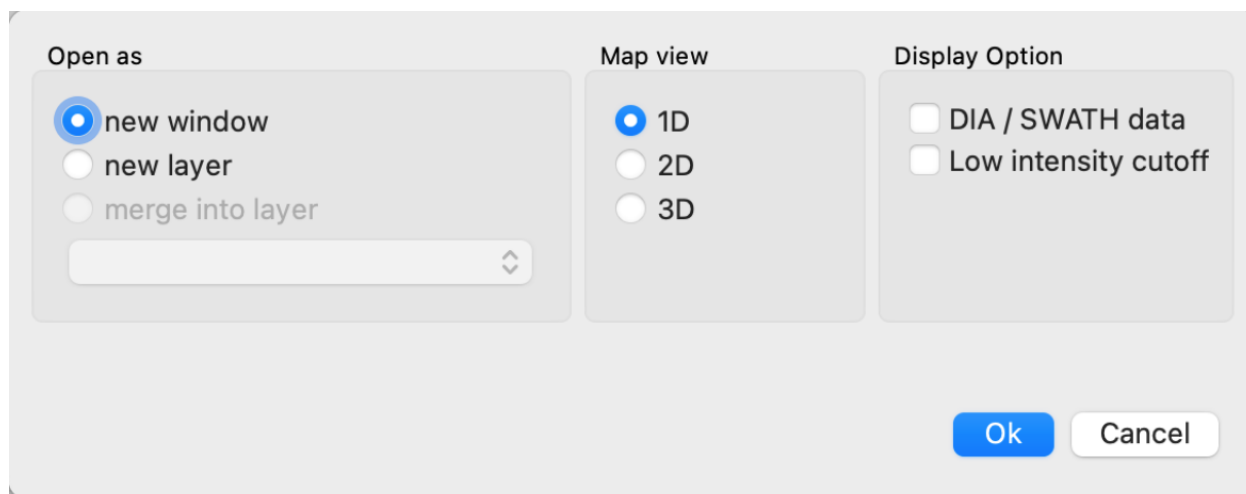 Open as
new window
new layer
merge into layer
Map view
1D
2D
3D
Display Option
DIA / SWATH data
Low intensity cutoff
Ok
Cancel